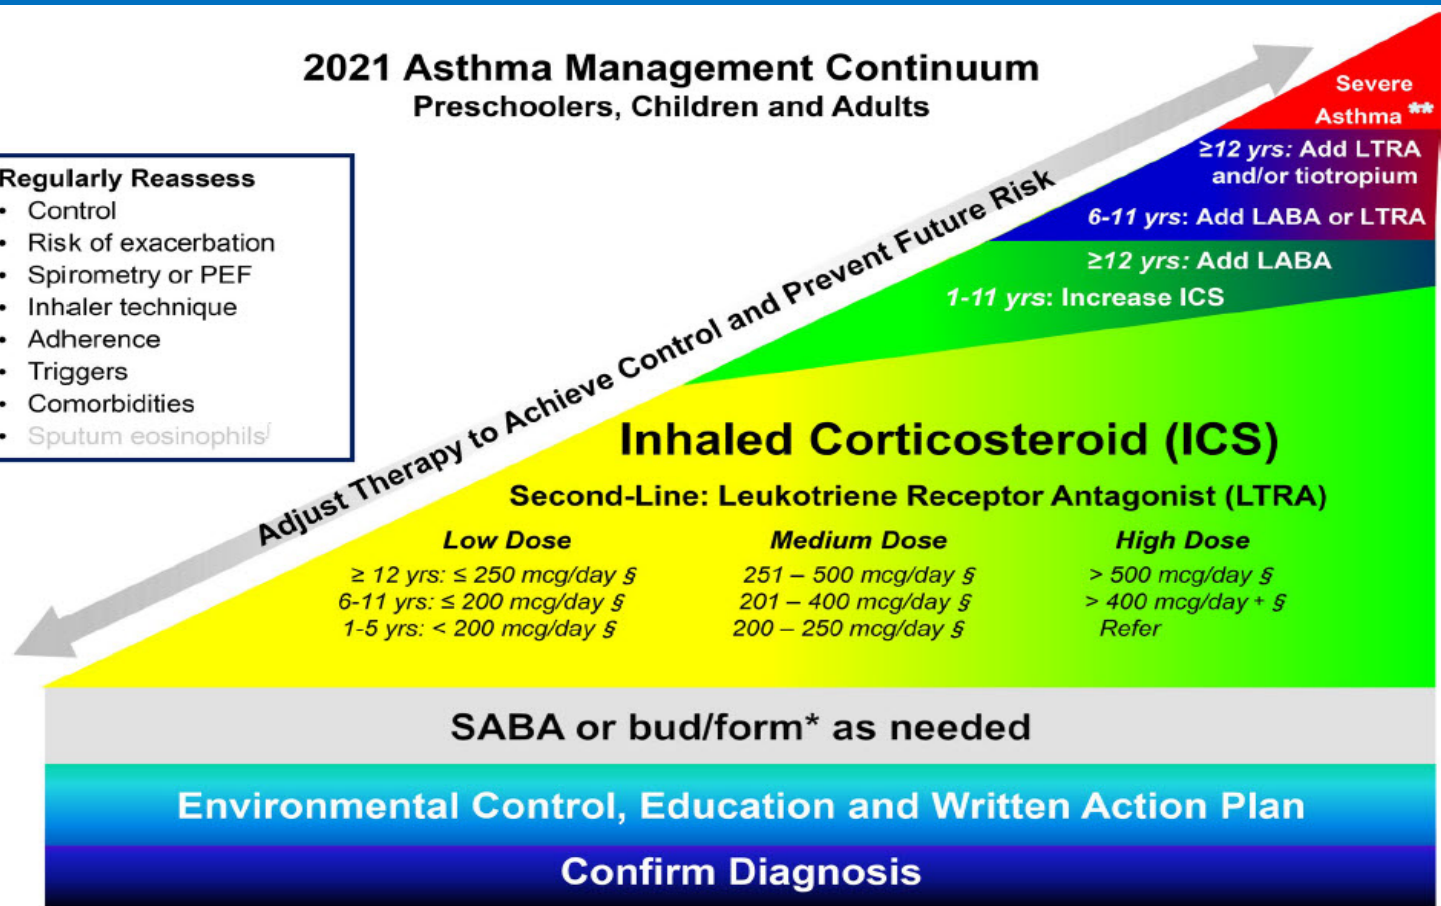 2021 Asthma Management Continuum
Preschoolers, Children and Adults
Regularly Reassess
• Control
• Risk of exacerbation
• Spirometry or PEF
• Inhaler technique
• Adherence
• Triggers
• Comorbidities
• Sputum eosinophils∫
Adjust Therapy to Achieve Control and Prevent Future Risk
Severe
Asthma **
≥12 yrs: Add LTRA
and/or tiotropium
6-11 yrs: Add LABA or LTRA
≥12 yrs: Add LABA
1-11 yrs: Increase ICS
Inhaled Corticosteroid (ICS)
Second-Line: Leukotriene Receptor Antagonist (LTRA)
Low Dose Medium Dose High Dose
≥ 12 yrs: ≤ 250 mcg/day § 251 – 500 mcg/day § > 500 mcg/day §
6-11 yrs: ≤ 200 mcg/day § 201 – 400 mcg/day § > 400 mcg/day + §
1-5 yrs: < 200 mcg/day § 200 – 250 mcg/day § Refer
SABA or bud/form* as needed
Environmental Control, Education and Written Action Plan
Confirm Diagnosis